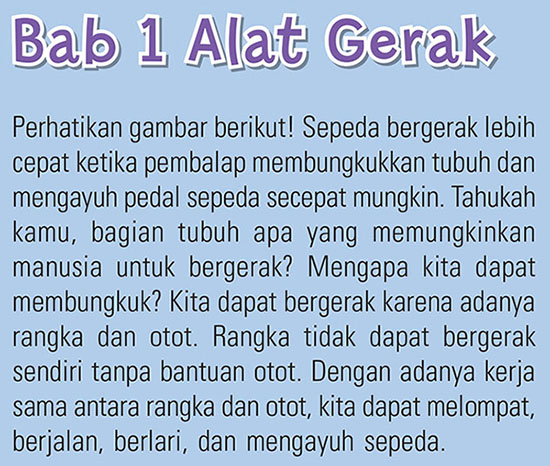 Bab 1 Alat Gerak
Perhatikan gambar berikut! Sepeda bergerak lebih
cepat ketika pembalap membungkukkan tubuh dan
mengayuh pedal sepeda secepat mungkin. Tahukah
kamu, bagian tubuh apa yang memungkinkan
manusia untuk bergerak? Mengapa kita dapat
membungkuk? Kita dapat bergerak karena adanya
rangka dan otot. Rangka tidak dapat bergerak
sendiri tanpa bantuan otot. Dengan adanya kerja
sama antara rangka dan otot, kita dapat melompat,
berjalan, berlari, dan mengayuh sepeda.